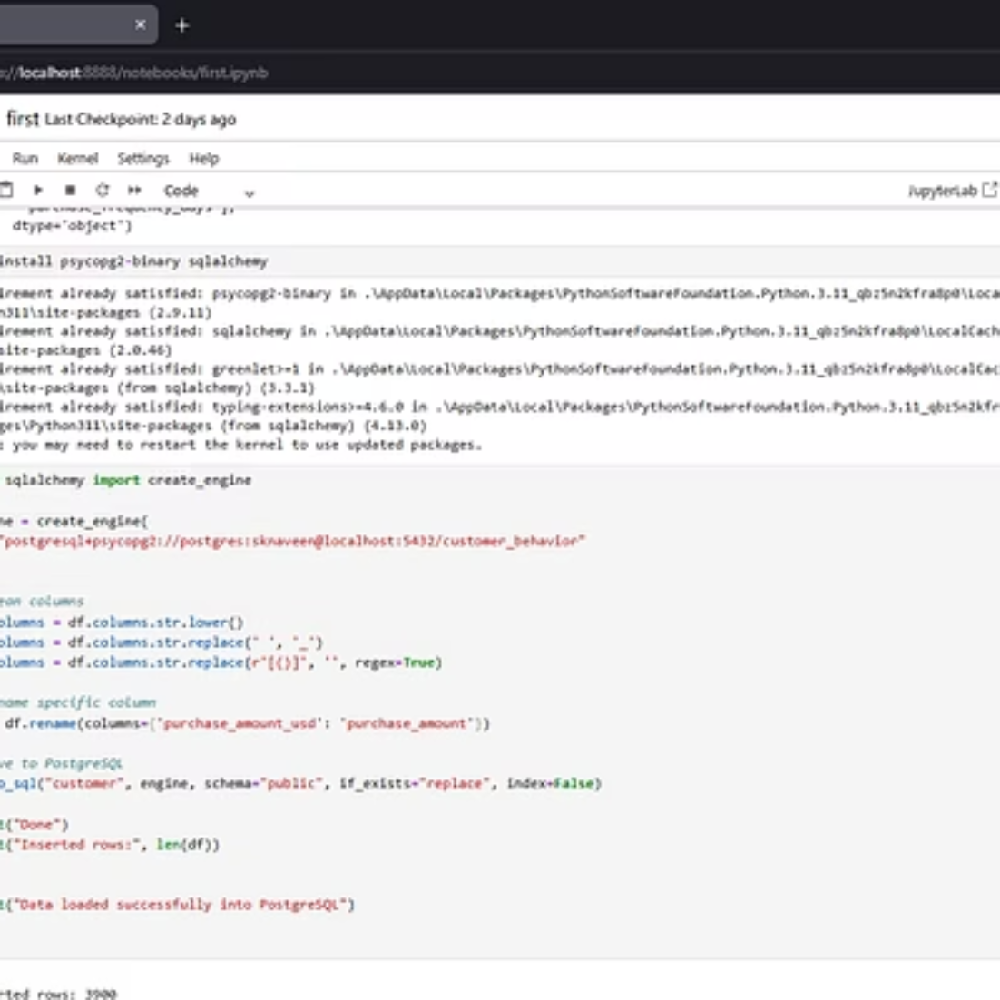 ://localhost:8888/notebooks/first.ipynb
first Last Checkpoint: 2 days ago
Run Kernel Settings Help
Code JupyterLab
purchase_frequency_days'],
dtype="object")
install psycopg2-binary sqlalchemy
irement already satisfied: psycopg2-binary in .\AppData\Local\Packages\PythonSoftwareFoundation.Python.3.11_qbz5n2kfra8p0\Loca
n311\site-packages (2.9.11)
irement already satisfied: sqlalchemy in .\AppData\Local\Packages\PythonSoftwareFoundation.Python.3.11_qbz5n2kfra8p0\LocalCach
site-packages (2.0.46)
irement already satisfied: greenlet>=1 in .\AppData\Local\Packages\PythonSoftwareFoundation.Python.3.11_qbz5n2kfra8p0\LocalCac
\site-packages (from sqlalchemy) (3.3.1)
irement already satisfied: typing-extensions>=4.6.0 in .\AppData\Local\Packages\PythonSoftwareFoundation.Python.3.11_qbz5n2kfr
ges\Python311\site-packages (from sqlalchemy) (4.13.0)
: you may need to restart the kernel to use updated packages.
sqlalchemy import create_engine
ne = create_engine(
"postgresql+psycopg2://postgres:sknaveen@localhost:5432/customer_behavior"
ean columns
olumns = df.columns.str.lower()
olumns = df.columns.str.replace(" ", "_")
olumns = df.columns.str.replace(r"[()]", "", regex=True)
name specific column
df.rename(columns={'purchase_amount_usd': 'purchase_amount'})
ve to PostgreSQL
o_sql("customer", engine, schema="public", if_exists="replace", index=False)
t("Done")
t("Inserted rows:", len(df))
t("Data loaded successfully into PostgreSQL")
rted rows: 3900